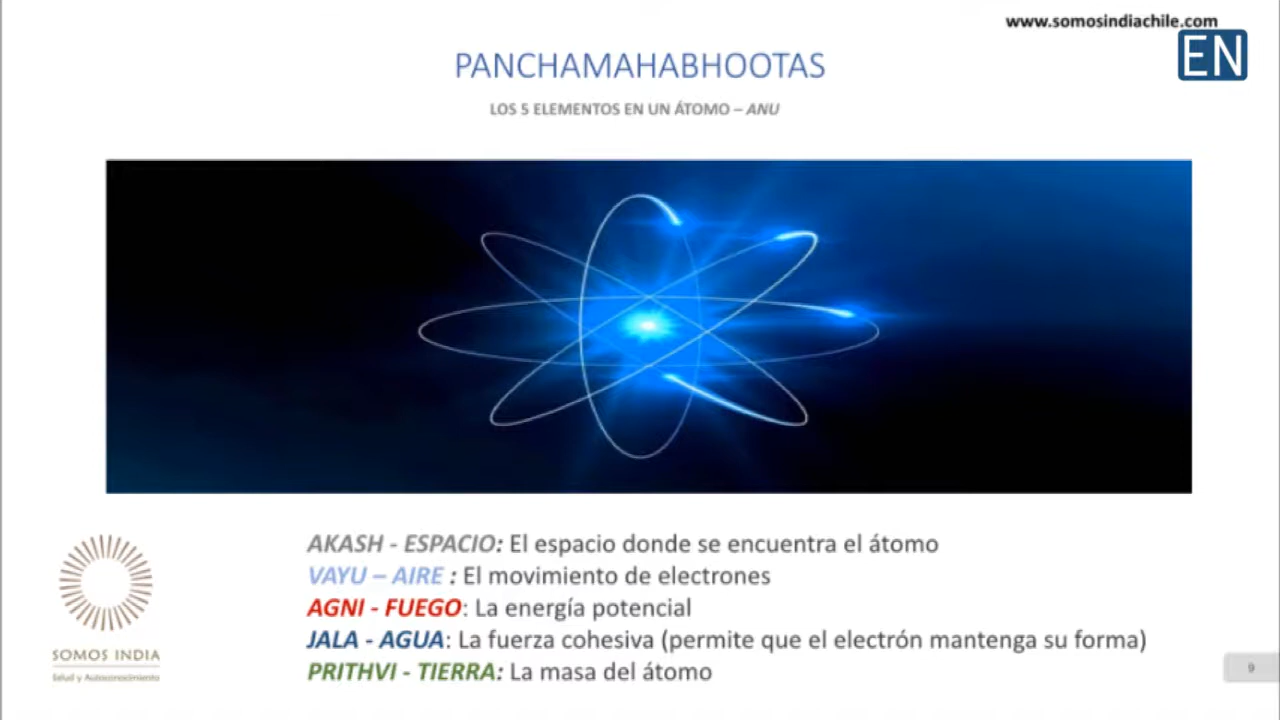 www.somosindiachile.com
EN
PANCHAMAHABHOOTAS
LOS 5 ELEMENTOS EN UN ÁTOMO – ANU
AKASH - ESPACIO: El espacio donde se encuentra el átomo
VAYU – AIRE : El movimiento de electrones
AGNI - FUEGO: La energía potencial
JALA - AGUA: La fuerza cohesiva (permite que el electrón mantenga su forma)
PRITHVI - TIERRA: La masa del átomo
SOMOS INDIA
Salud y Autoconocimiento
9